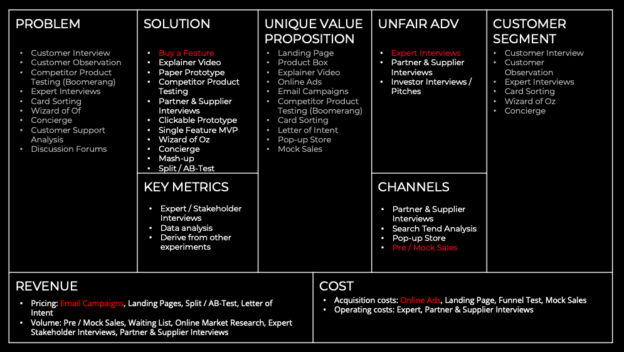 PROBLEM
• Customer Interview
• Customer Observation
• Competitor Product
Testing (Boomerang)
• Expert Interviews
• Card Sorting
• Wizard of Of
• Concierge
• Customer Support
Analysis
• Discussion Forums
SOLUTION
• Buy a Feature
• Explainer Video
• Paper Prototype
• Competitor Product
Testing
• Partner & Supplier
Interviews
• Clickable Prototype
• Single Feature MVP
• Wizard of Oz
• Concierge
• Mash-up
• Split / AB-Test
KEY METRICS
• Expert / Stakeholder
Interviews
• Data analysis
• Derive from other
experiments
UNIQUE VALUE
PROPOSITION
• Landing Page
• Product Box
• Explainer Video
• Online Ads
• Email Campaigns
• Competitor Product
Testing (Boomerang)
• Card Sorting
• Letter of Intent
• Pop-up Store
• Mock Sales
UNFAIR ADV
• Expert Interviews
• Partner & Supplier
Interviews
• Investor Interviews /
Pitches
CHANNELS
• Partner & Supplier
Interviews
• Search Tend Analysis
• Pop-up Store
• Pre / Mock Sales
CUSTOMER
SEGMENT
• Customer Interview
• Customer
Observation
• Expert Interviews
• Card Sorting
• Wizard of Oz
• Concierge
REVENUE
• Pricing: Email Campaigns, Landing Pages, Split / AB-Test, Letter of
Intent
• Volume: Pre / Mock Sales, Waiting List, Online Market Research, Expert
Stakeholder Interviews, Partner & Supplier Interviews
COST
• Acquisition costs: Online Ads, Landing Page, Funnel Test, Mock Sales
• Operating costs: Expert, Partner & Supplier Interviews